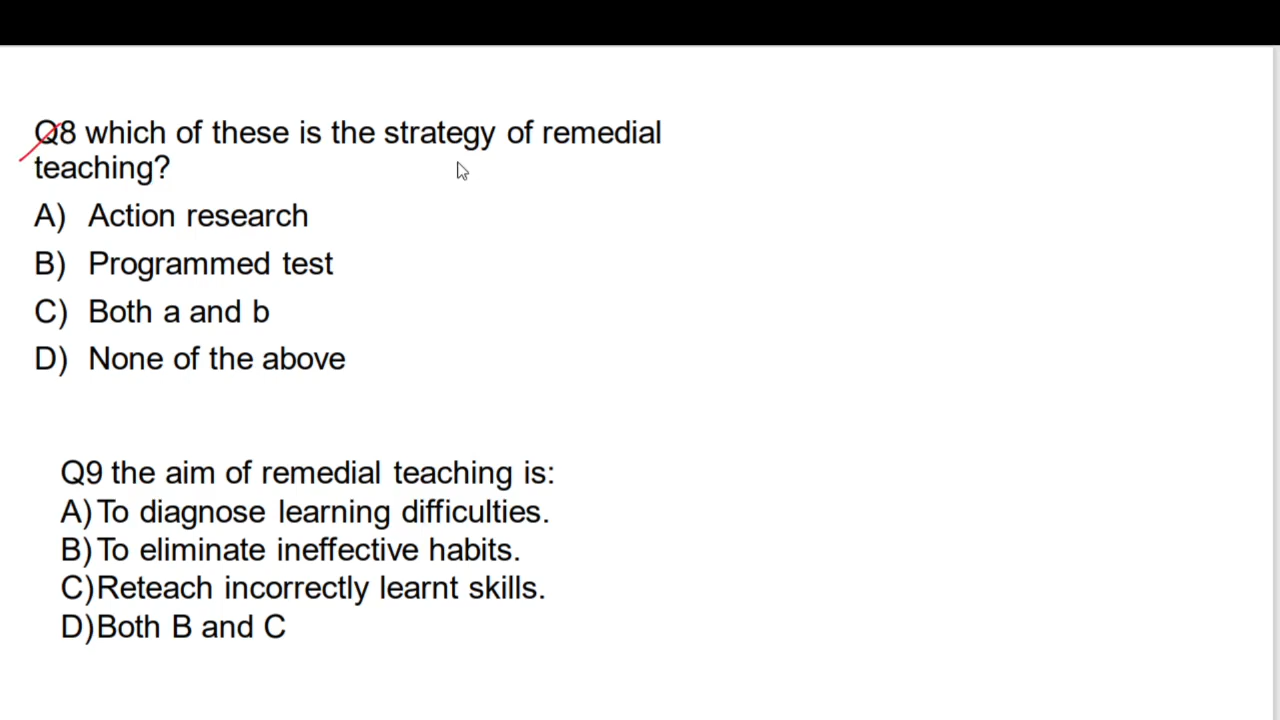 Q8 which of these is the strategy of remedial
teaching?
A) Action research
B) Programmed test
C) Both a and b
D) None of the above
Q9 the aim of remedial teaching is:
A)To diagnose learning difficulties.
B)To eliminate ineffective habits.
C)Reteach incorrectly learnt skills.
D)Both B and C